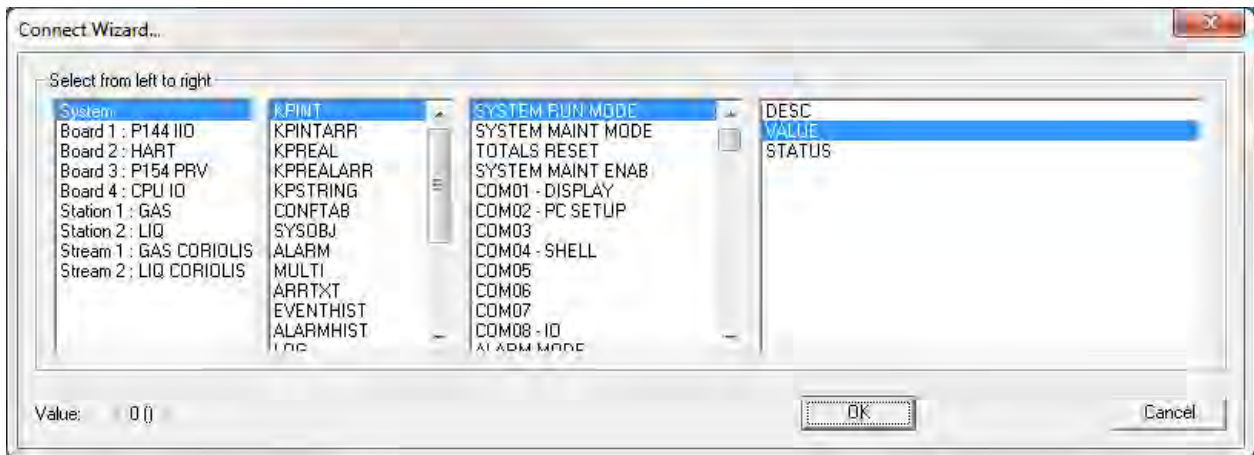 Connect Wizard...
Select from left to right
System
Board 1 : P144 IIO
Board 2 : HART
Board 3 : P154 PRV
Board 4 : CPU IO
Station 1 : GAS
Station 2 : LIQ
Stream 1 : GAS CORIOLIS
Stream 2 : LIQ CORIOLIS
KPINT
KPINTARR
KPREAL
KPREALARR
KPSTRING
CONFTAB
SYSOBJ
ALARM
MULTI
ARRTXT
EVENTHIST
ALARMHIST
LOG
SYSTEM RUN MODE
SYSTEM MAINT MODE
TOTALS RESET
SYSTEM MAINT ENAB
COM01 - DISPLAY
COM02 - PC SETUP
COM03
COM04 - SHELL
COM05
COM06
COM07
COM08 - IO
ALARM MODE
DESC
VALUE
STATUS
Value: 0 ()
OK
Cancel